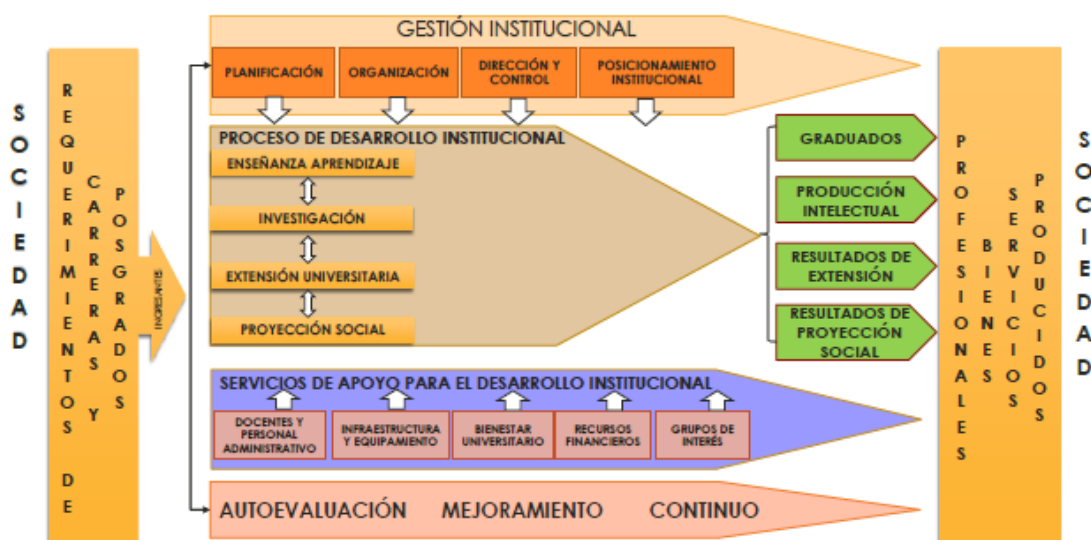 SOCIEDAD
REQUERIMIENTOS DE
CARRERAS Y
POSGRADOS
INGRESANTES
GESTIÓN INSTITUCIONAL
PLANIFICACIÓN
ORGANIZACIÓN
DIRECCIÓN Y
CONTROL
POSICIONAMIENTO
INSTITUCIONAL
PROCESO DE DESARROLLO INSTITUCIONAL
ENSEÑANZA APRENDIZAJE
INVESTIGACIÓN
EXTENSIÓN UNIVERSITARIA
PROYECCIÓN SOCIAL
SERVICIOS DE APOYO PARA EL DESARROLLO INSTITUCIONAL
DOCENTES Y
PERSONAL
ADMINISTRATIVO
INFRAESTRUCTURA
Y EQUIPAMIENTO
BIENESTAR
UNIVERSITARIO
RECURSOS
FINANCIEROS
GRUPOS DE
INTERÉS
AUTOEVALUACIÓN MEJORAMIENTO CONTINUO
GRADUADOS
PRODUCCIÓN
INTELECTUAL
RESULTADOS DE
EXTENSIÓN
RESULTADOS DE
PROYECCIÓN
SOCIAL
PROFESIONALES
BIENES
SERVICIOS
PRODUCIDOS
SOCIEDAD